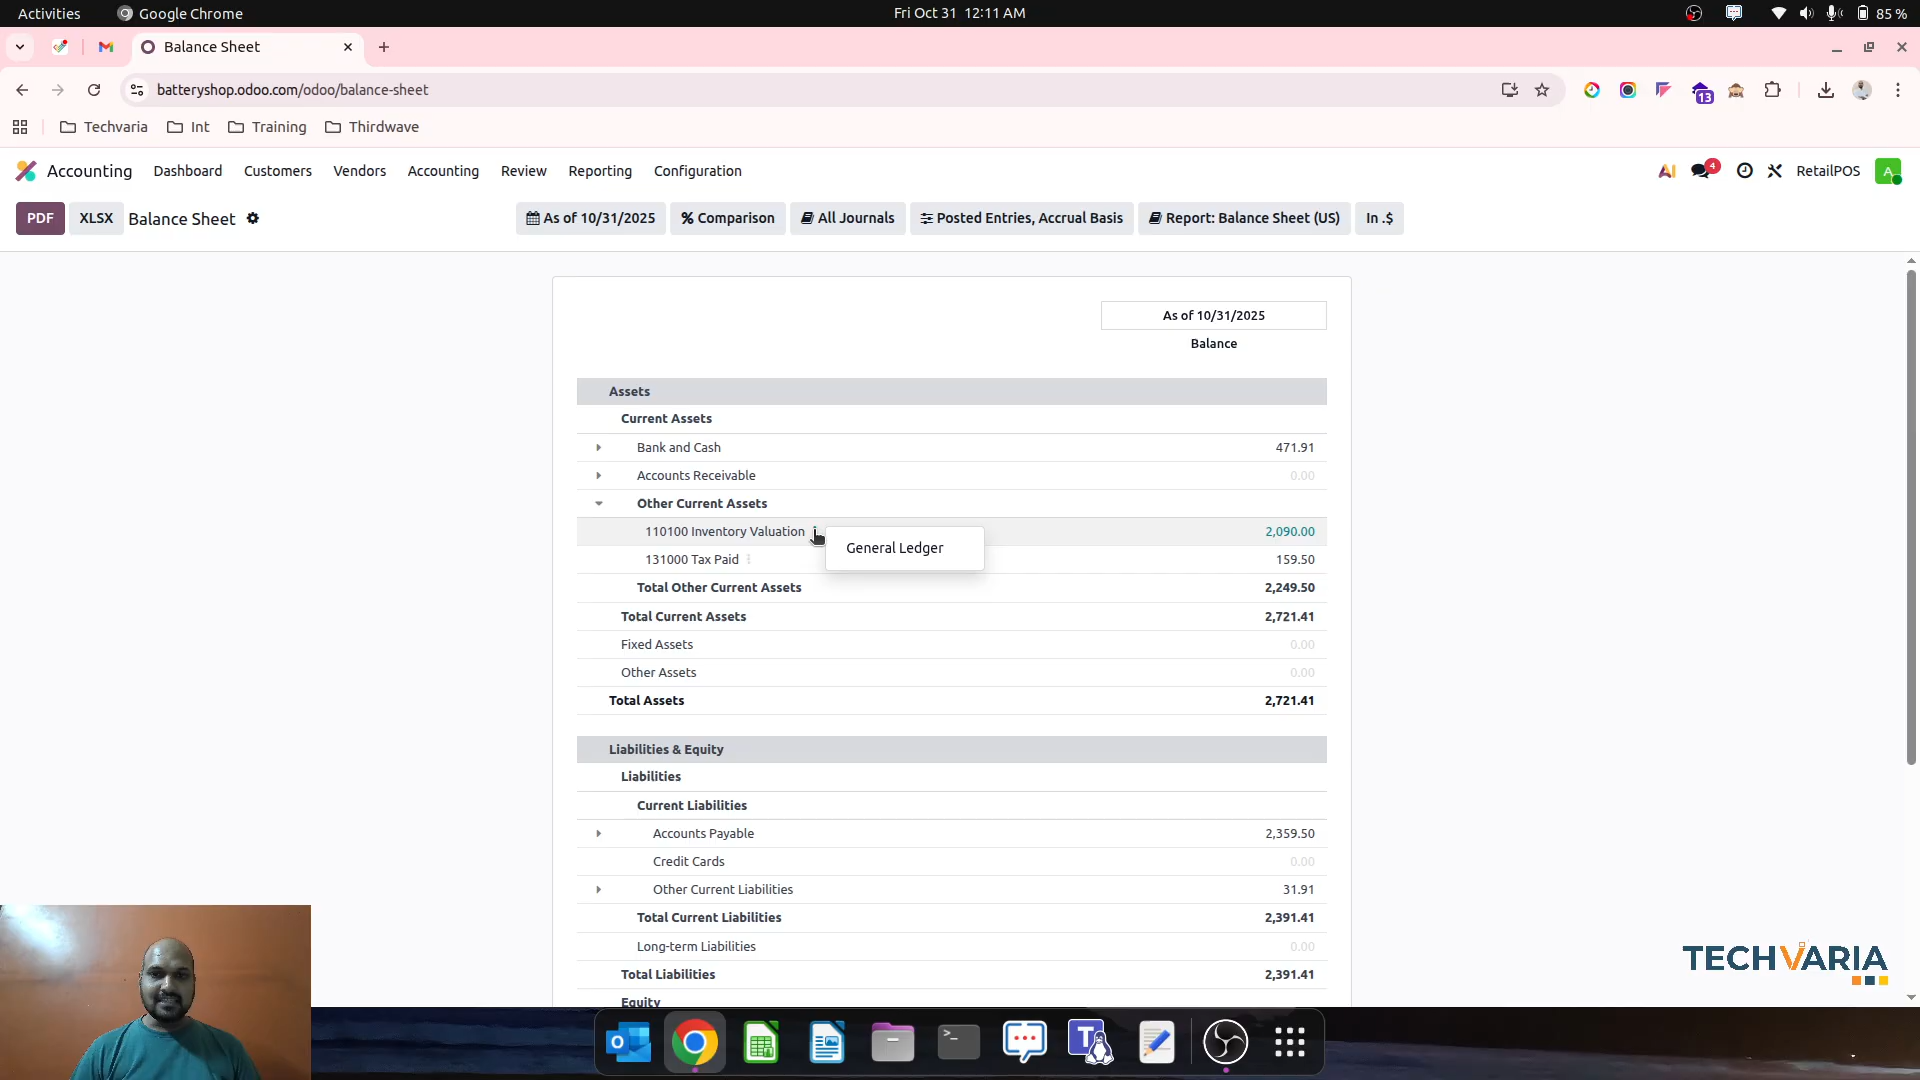 Activities
Google Chrome
Fri Oct 31 12:11 AM
85 %
Balance Sheet
batteryshop.odoo.com/odoo/balance-sheet
13
Techvaria
Int
Training
Thirdwave
Accounting
Dashboard
Customers
Vendors
Accounting
Review
Reporting
Configuration
AI
4
RetailPOS
A
PDF
XLSX
Balance Sheet
As of 10/31/2025
% Comparison
All Journals
Posted Entries, Accrual Basis
Report: Balance Sheet (US)
In .$
As of 10/31/2025
Balance
Assets
Current Assets
Bank and Cash 471.91
Accounts Receivable 0.00
Other Current Assets
110100 Inventory Valuation 2,090.00
General Ledger
131000 Tax Paid 159.50
Total Other Current Assets 2,249.50
Total Current Assets 2,721.41
Fixed Assets 0.00
Other Assets 0.00
Total Assets 2,721.41
Liabilities & Equity
Liabilities
Current Liabilities
Accounts Payable 2,359.50
Credit Cards 0.00
Other Current Liabilities 31.91
Total Current Liabilities 2,391.41
Long-term Liabilities 0.00
Total Liabilities 2,391.41
Equity
TECHVARIA